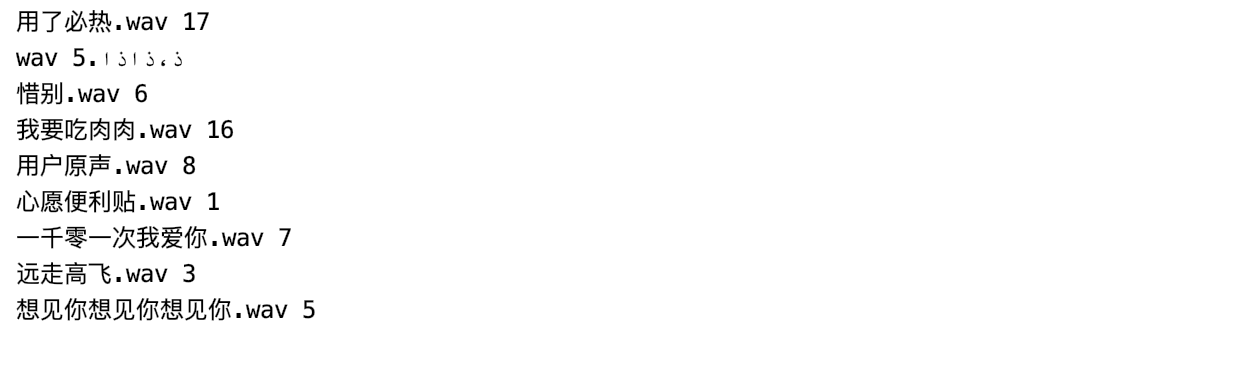 用了必热.wav 17
ذ،ذاذا.wav 5
惜别.wav 6
我要吃肉肉.wav 16
用户原声.wav 8
心愿便利贴.wav 1
一千零一次我爱你.wav 7
远走高飞.wav 3
想见你想见你想见你.wav 5